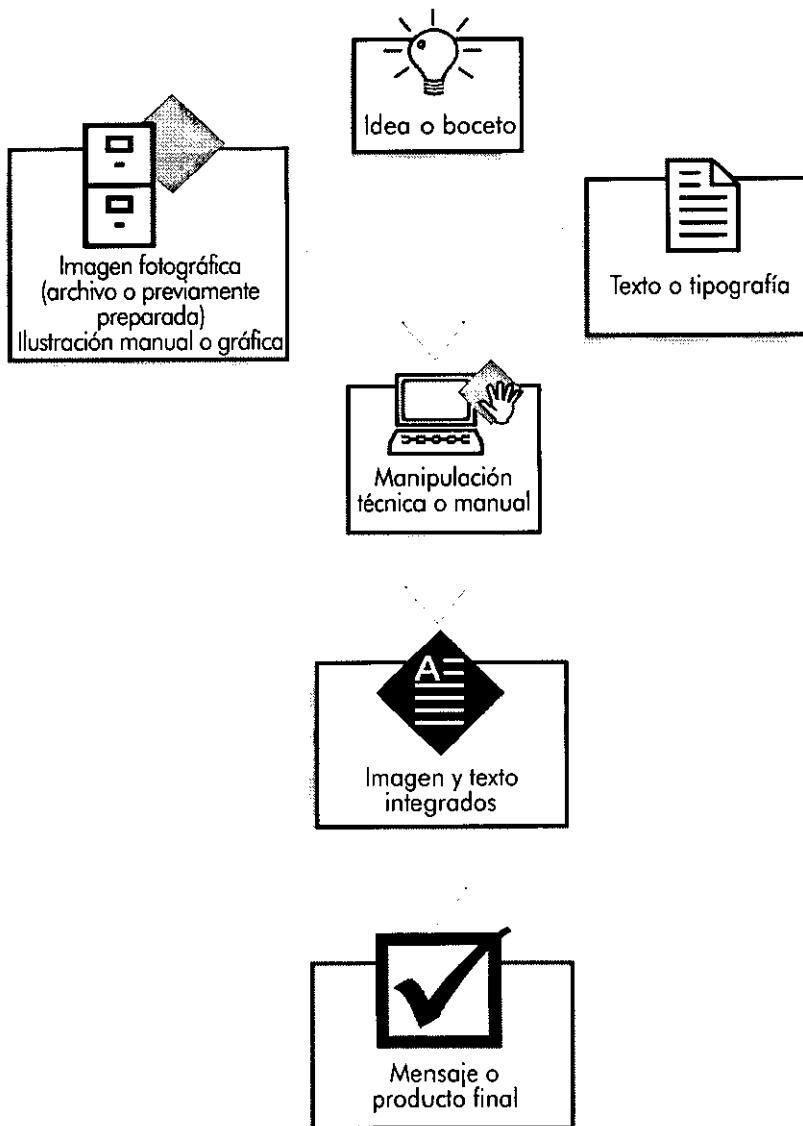 Idea o boceto
Imagen fotográfica
(archivo o previamente
preparada)
Ilustración manual o gráfica
Texto o tipografía
Manipulación
técnica o manual
A
Imagen y texto
integrados
Mensaje o
producto final